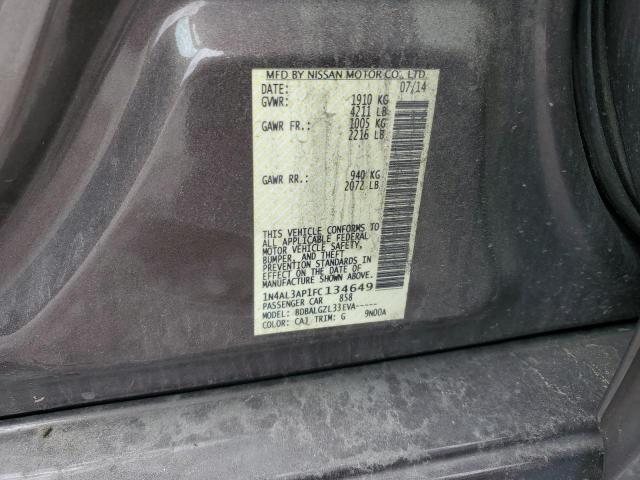 MFD BY NISSAN MOTOR CO., LTD.
DATE: 07/14
GVWR: 1910 KG
4211 LB
GAWR FR.: 1005 KG
2216 LB
GAWR RR.: 940 KG
2072 LB
THIS VEHICLE CONFORMS TO
ALL APPLICABLE FEDERAL
MOTOR VEHICLE SAFETY,
BUMPER, AND THEFT
PREVENTION STANDARDS IN
EFFECT ON THE DATE OF
MANUFACTURE SHOWN ABOVE.
1N4AL3AP1FC134649
PASSENGER CAR 858
MODEL: BDBALGZL33EVA-----
COLOR: CAJ TRIM: G 9N00A